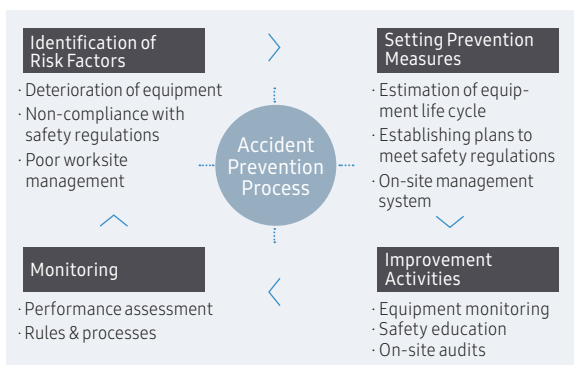 Identification of
Risk Factors
· Deterioration of equipment
· Non-compliance with
safety regulations
· Poor worksite
management
Setting Prevention
Measures
· Estimation of equip-
ment life cycle
· Establishing plans to
meet safety regulations
· On-site management
system
Accident
Prevention
Process
Monitoring
· Performance assessment
· Rules & processes
Improvement
Activities
· Equipment monitoring
· Safety education
· On-site audits